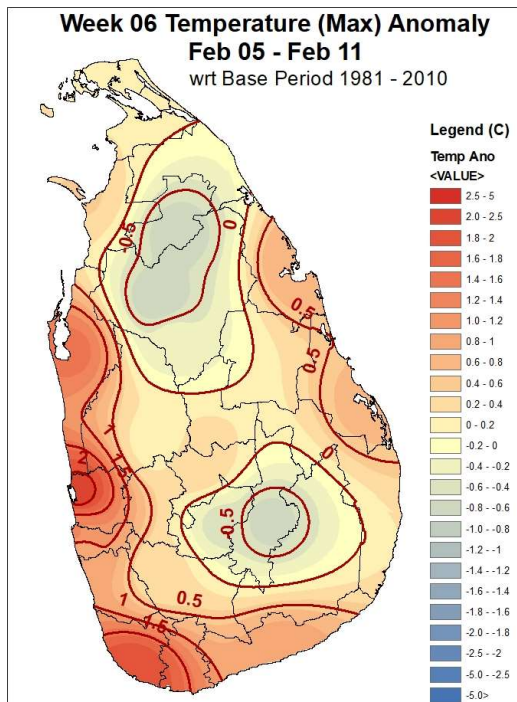 Week 06 Temperature (Max) Anomaly
Feb 05 - Feb 11
wrt Base Period 1981 - 2010
Legend (C)
Temp Ano
<VALUE>
2.5 - 5
2.0 - 2.5
1.8 - 2
1.6 - 1.8
1.4 - 1.6
1.2 - 1.4
1.0 - 1.2
0.8 - 1
0.6 - 0.8
0.4 - 0.6
0.2 - 0.4
0 - 0.2
-0.2 - 0
-0.4 - -0.2
-0.6 - -0.4
-0.8 - -0.6
-1.0 - -0.8
-1.2 - -1
-1.4 - -1.2
-1.6 - -1.4
-1.8 - -1.6
-2.0 - -1.8
-2.5 - -2
-5.0 - -2.5
-5.0>
0
-0.5
0.5
0.5
1
1.5
2
0
-0.5
0.5
1
1.5